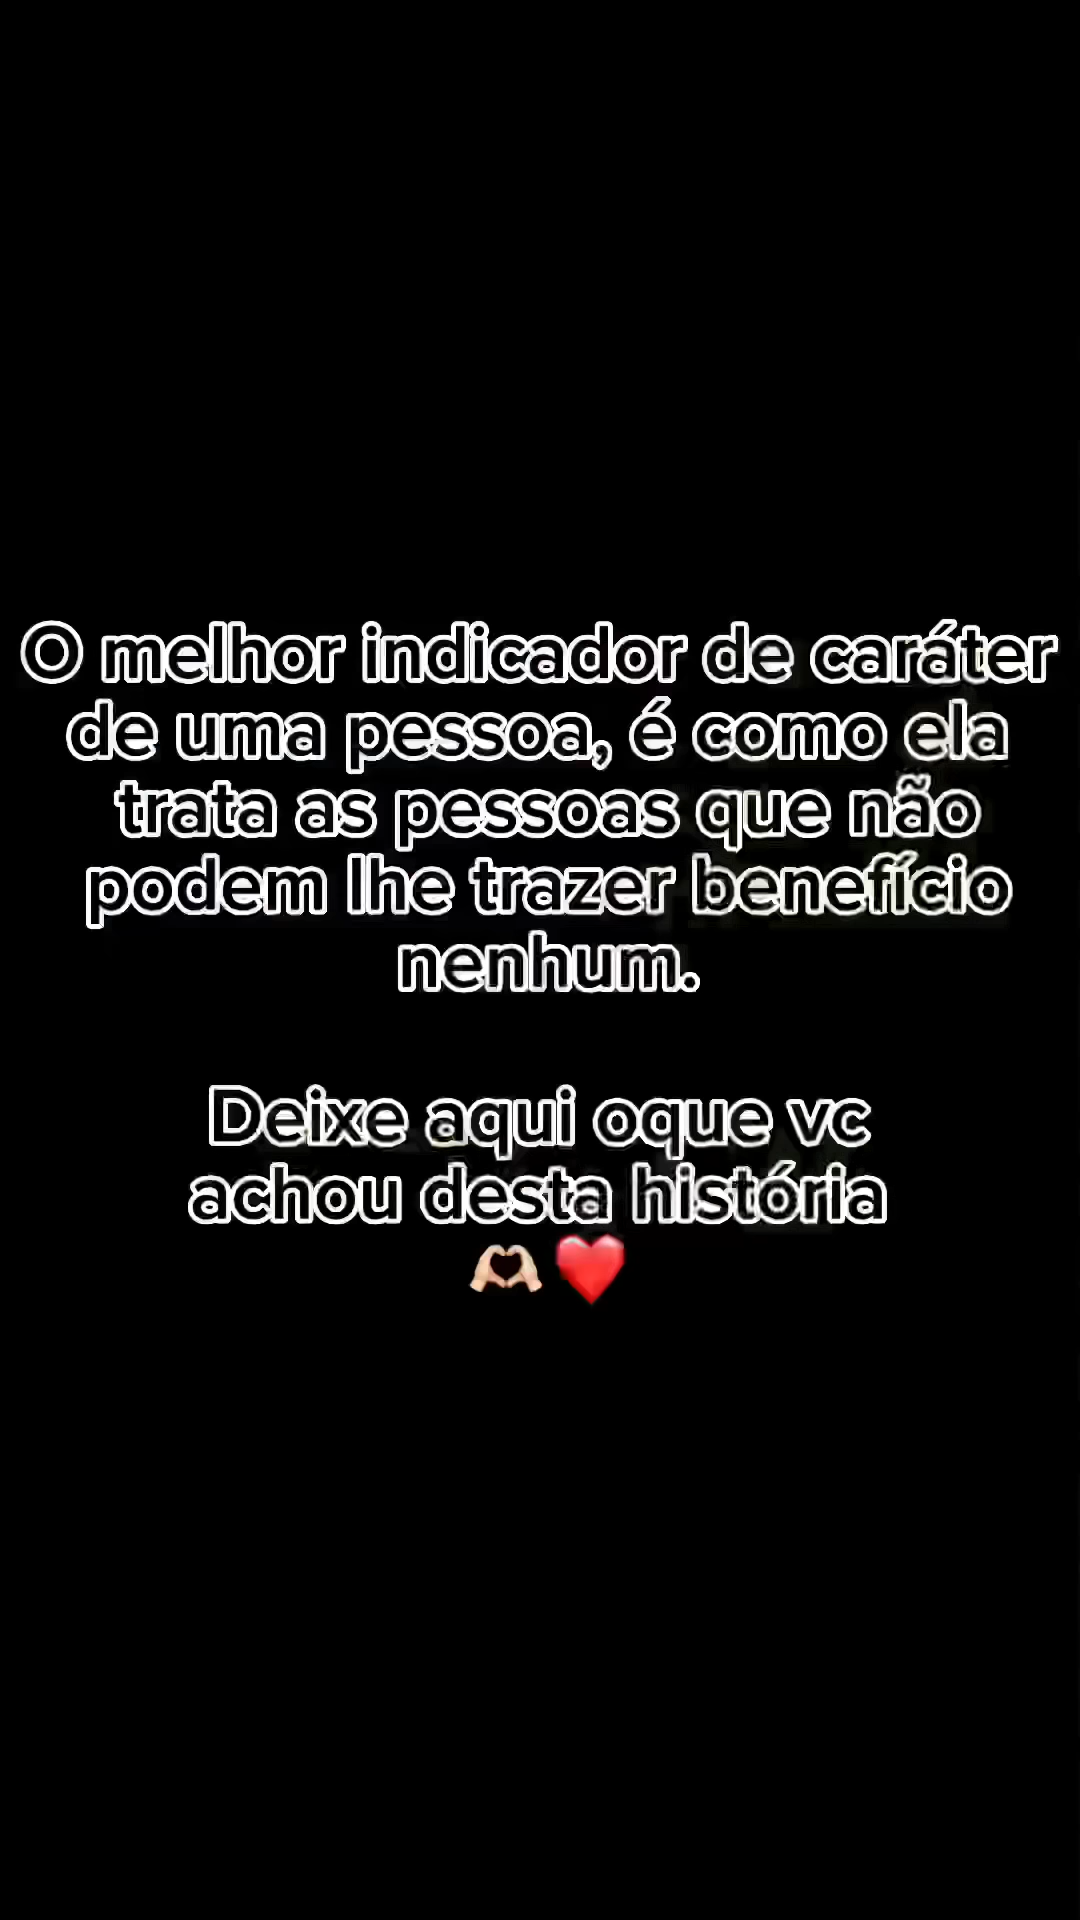 O melhor indicador de caráter
de uma pessoa, é como ela
trata as pessoas que não
podem lhe trazer benefício
nenhum.
Deixe aqui oque vc
achou desta história
🫶🏼❤️